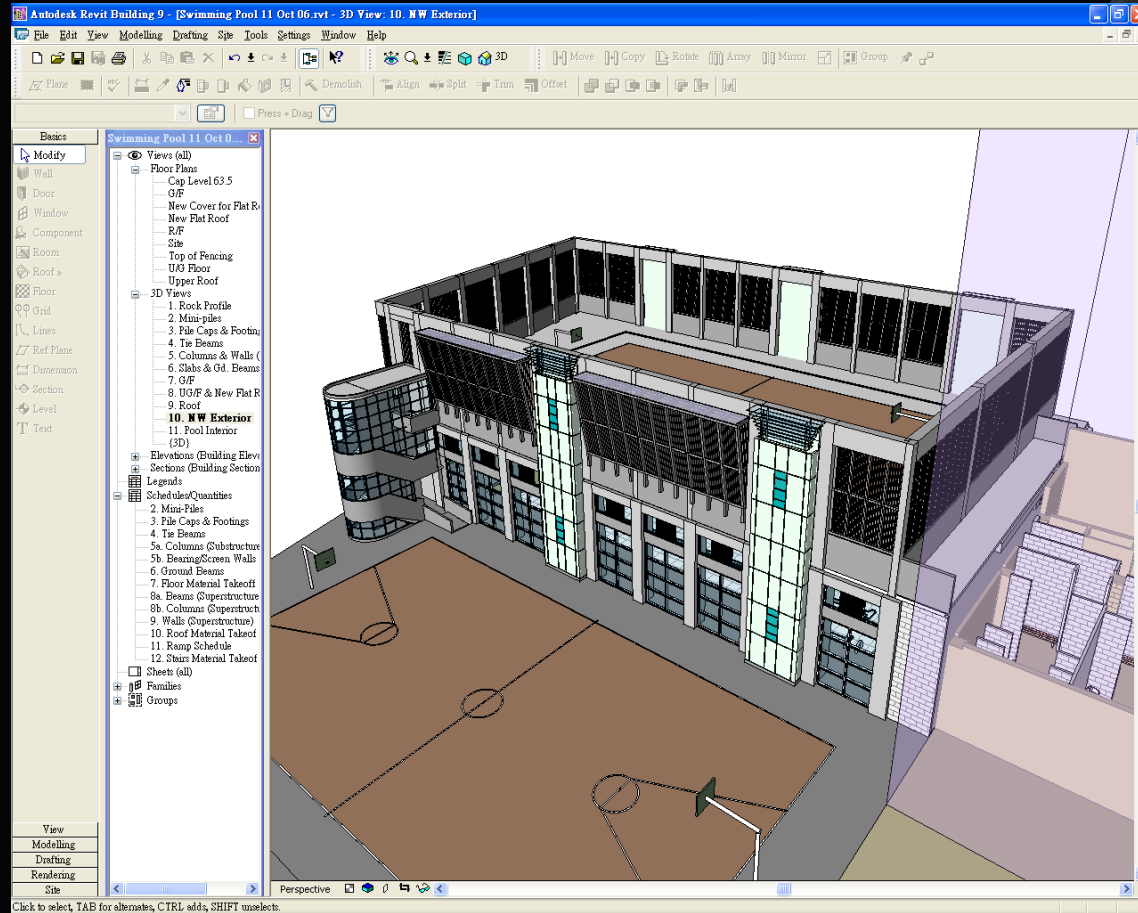 Autodesk Revit Building 9 - [Swimming Pool 11 Oct 06.rvt - 3D View: 10. NW Exterior]
File Edit View Modelling Drafting Site Tools Settings Window Help
3D Move Copy Rotate Array Mirror Group
Plane Demolish Align Split Trim Offset
Press + Drag
Basics
Modify
Wall
Door
Window
Component
Room
Roof »
Floor
Grid
Lines
Ref Plane
Dimension
Section
Level
Text
View
Modelling
Drafting
Rendering
Site
Swimming Pool 11 Oct 0...
Views (all)
Floor Plans
Cap Level 63.5
G/F
New Cover for Flat R
New Flat Roof
R/F
Site
Top of Fencing
U/G Floor
Upper Roof
3D Views
1. Rock Profile
2. Mini-piles
3. Pile Caps & Footing
4. Tie Beams
5. Columns & Walls (
6. Slabs & Gd. Beams
7. G/F
8. UG/F & New Flat R
9. Roof
10. NW Exterior
11. Pool Interior
{3D}
Elevations (Building Eleva
Sections (Building Section
Legends
Schedules/Quantities
2. Mini-Piles
3. Pile Caps & Footings
4. Tie Beams
5a. Columns (Substructure
5b. Bearing/Screen Walls
6. Ground Beams
7. Floor Material Takeoff
8a. Beams (Superstructure
8b. Columns (Superstruct
9. Walls (Superstructure)
10. Roof Material Takeof
11. Ramp Schedule
12. Stairs Material Takeof
Sheets (all)
Families
Groups
Perspective
Click to select, TAB for alternates, CTRL adds, SHIFT unselects.